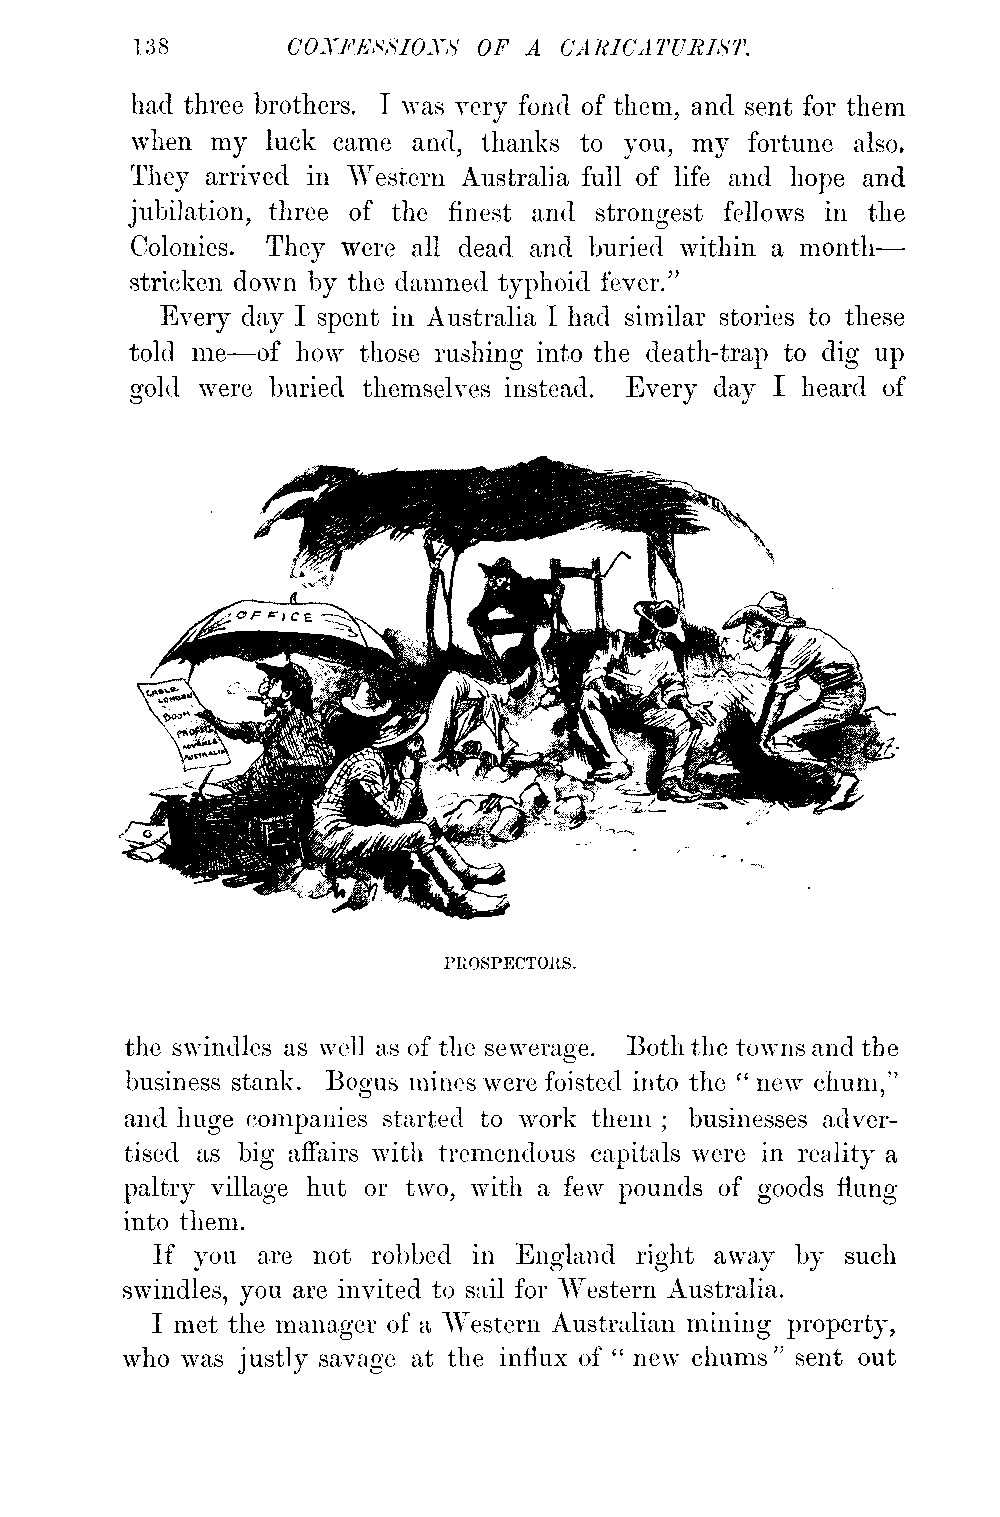 138 CONFESSIONS OF A CARICATURIST.
had three brothers. I was very fond of them, and sent for them
when my luck came and, thanks to you, my fortune also.
They arrived in Western Australia full of life and hope and
jubilation, three of the finest and strongest fellows in the
Colonies. They were all dead and buried within a month—
stricken down by the damned typhoid fever.”
Every day I spent in Australia I had similar stories to these
told me—of how those rushing into the death-trap to dig up
gold were buried themselves instead. Every day I heard of
OFFICE
CABLE
LONDON
BOOM
AUSTRALIA
PROSPECTORS.
the swindles as well as of the sewerage. Both the towns and the
business stank. Bogus mines were foisted into the “ new chum,”
and huge companies started to work them ; businesses adver-
tised as big affairs with tremendous capitals were in reality a
paltry village hut or two, with a few pounds of goods flung
into them.
If you are not robbed in England right away by such
swindles, you are invited to sail for Western Australia.
I met the manager of a Western Australian mining property,
who was justly savage at the influx of “ new chums” sent out